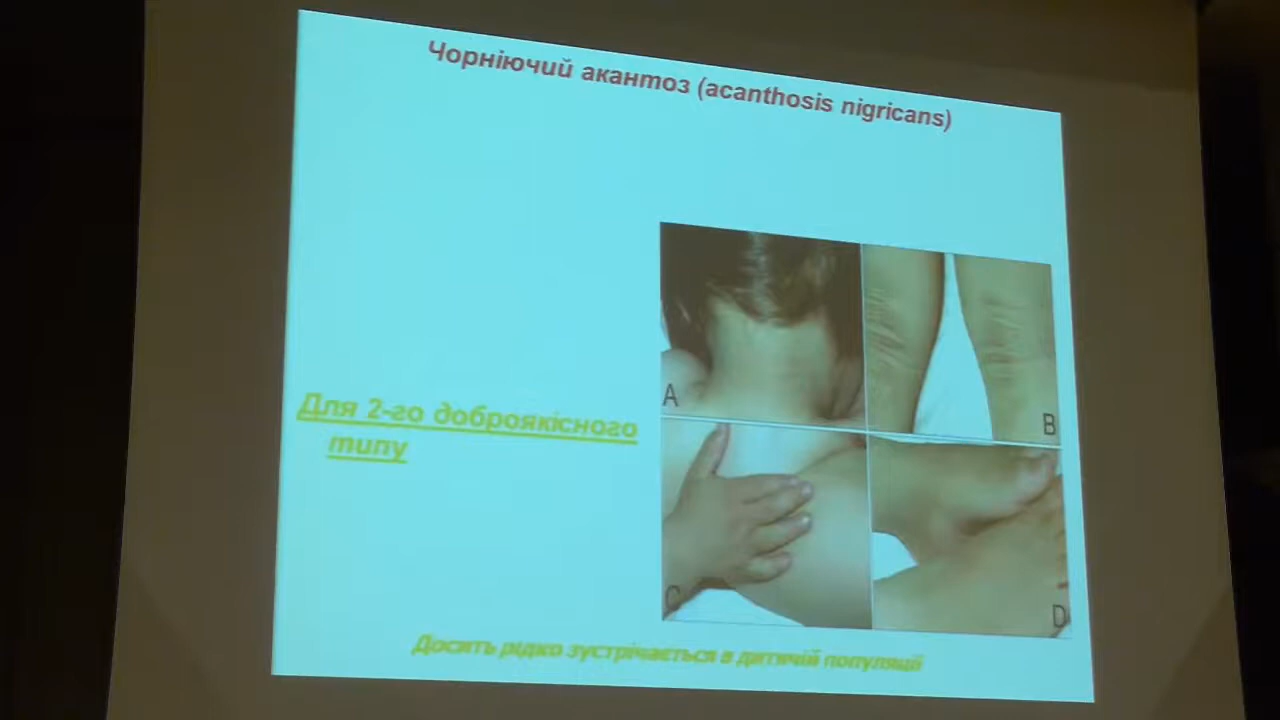 Чорніючий акантоз (acanthosis nigricans)
Для 2-го доброякісного
типу
A
B
C
D
Досить рідко зустрічається в дитячій популяції